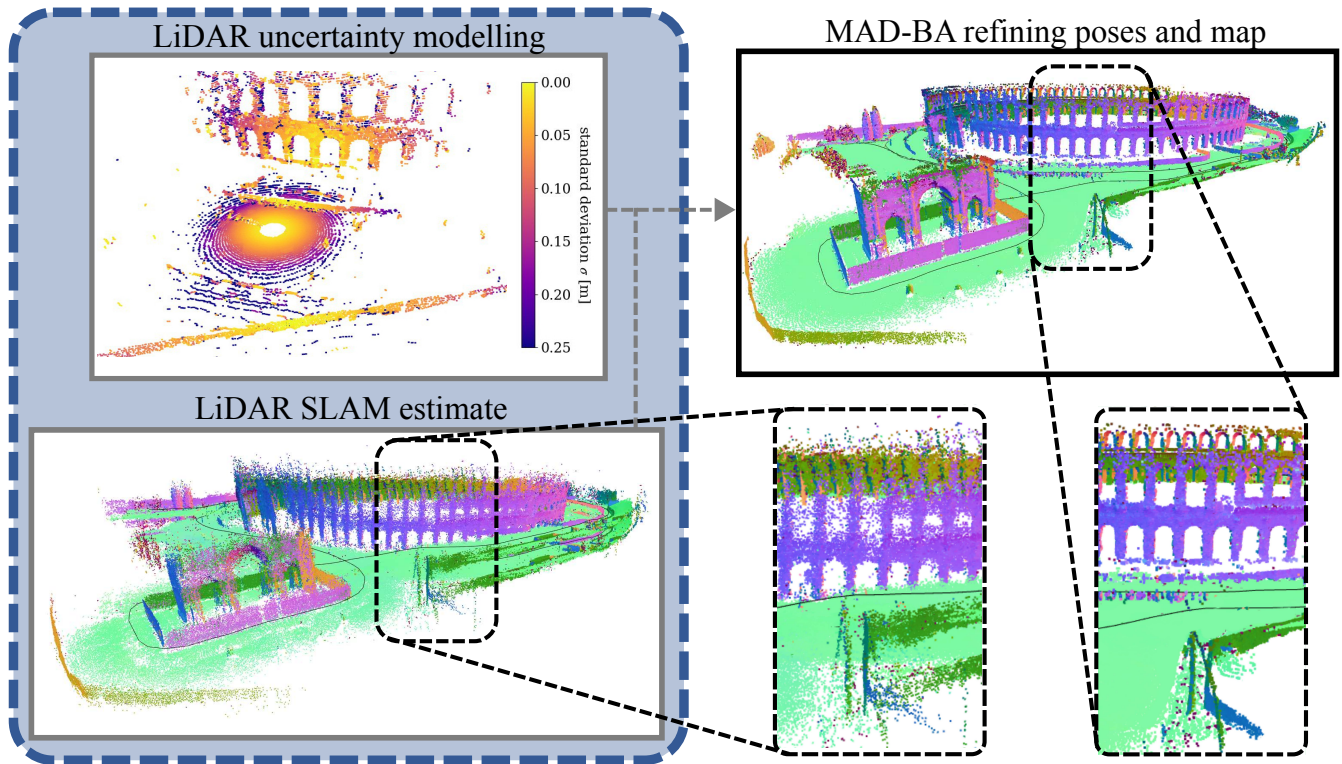 LiDAR uncertainty modelling
MAD-BA refining poses and map
0.00
0.05
0.10
0.15
0.20
0.25
standard deviation σ [m]
LiDAR SLAM estimate